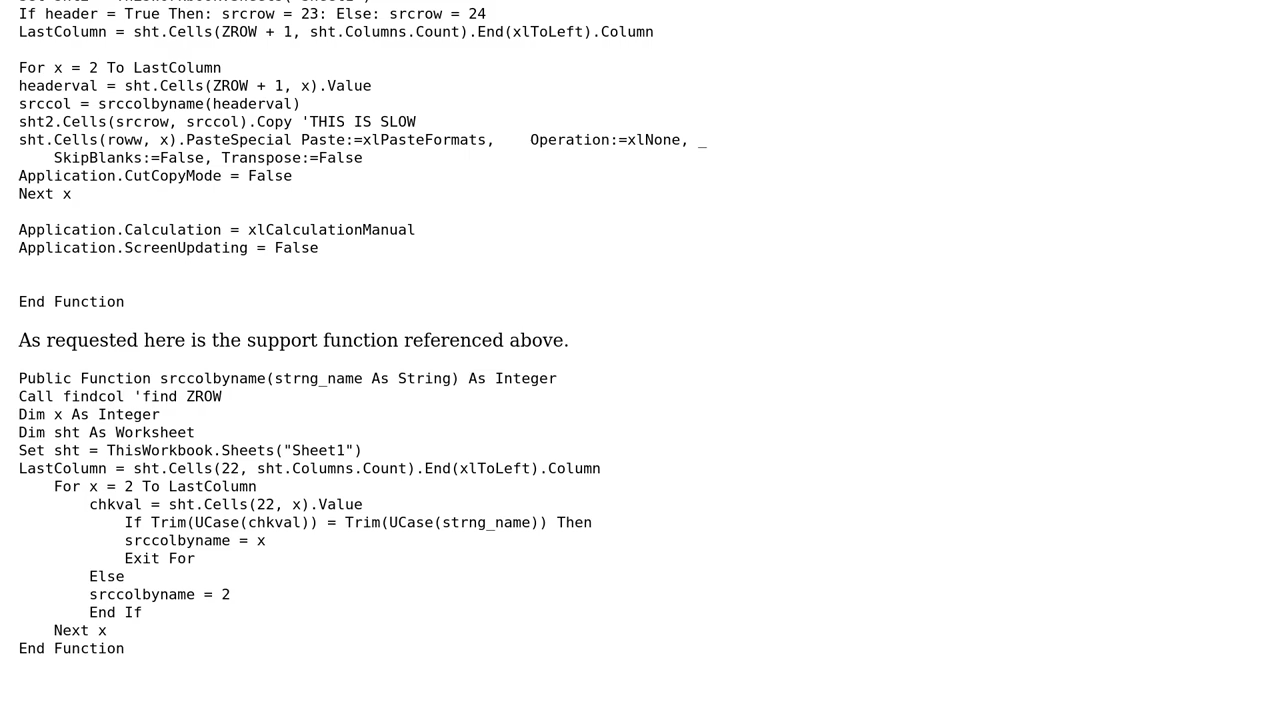 If header = True Then: srcrow = 23: Else: srcrow = 24
LastColumn = sht.Cells(ZROW + 1, sht.Columns.Count).End(xlToLeft).Column
For x = 2 To LastColumn
headerval = sht.Cells(ZROW + 1, x).Value
srccol = srccolbyname(headerval)
sht2.Cells(srcrow, srccol).Copy 'THIS IS SLOW
sht.Cells(roww, x).PasteSpecial Paste:=xlPasteFormats,    Operation:=xlNone, _
    SkipBlanks:=False, Transpose:=False
Application.CutCopyMode = False
Next x
Application.Calculation = xlCalculationManual
Application.ScreenUpdating = False
End Function
As requested here is the support function referenced above.
Public Function srccolbyname(strng_name As String) As Integer
Call findcol 'find ZROW
Dim x As Integer
Dim sht As Worksheet
Set sht = ThisWorkbook.Sheets("Sheet1")
LastColumn = sht.Cells(22, sht.Columns.Count).End(xlToLeft).Column
    For x = 2 To LastColumn
        chkval = sht.Cells(22, x).Value
            If Trim(UCase(chkval)) = Trim(UCase(strng_name)) Then
            srccolbyname = x
            Exit For
        Else
        srccolbyname = 2
        End If
    Next x
End Function